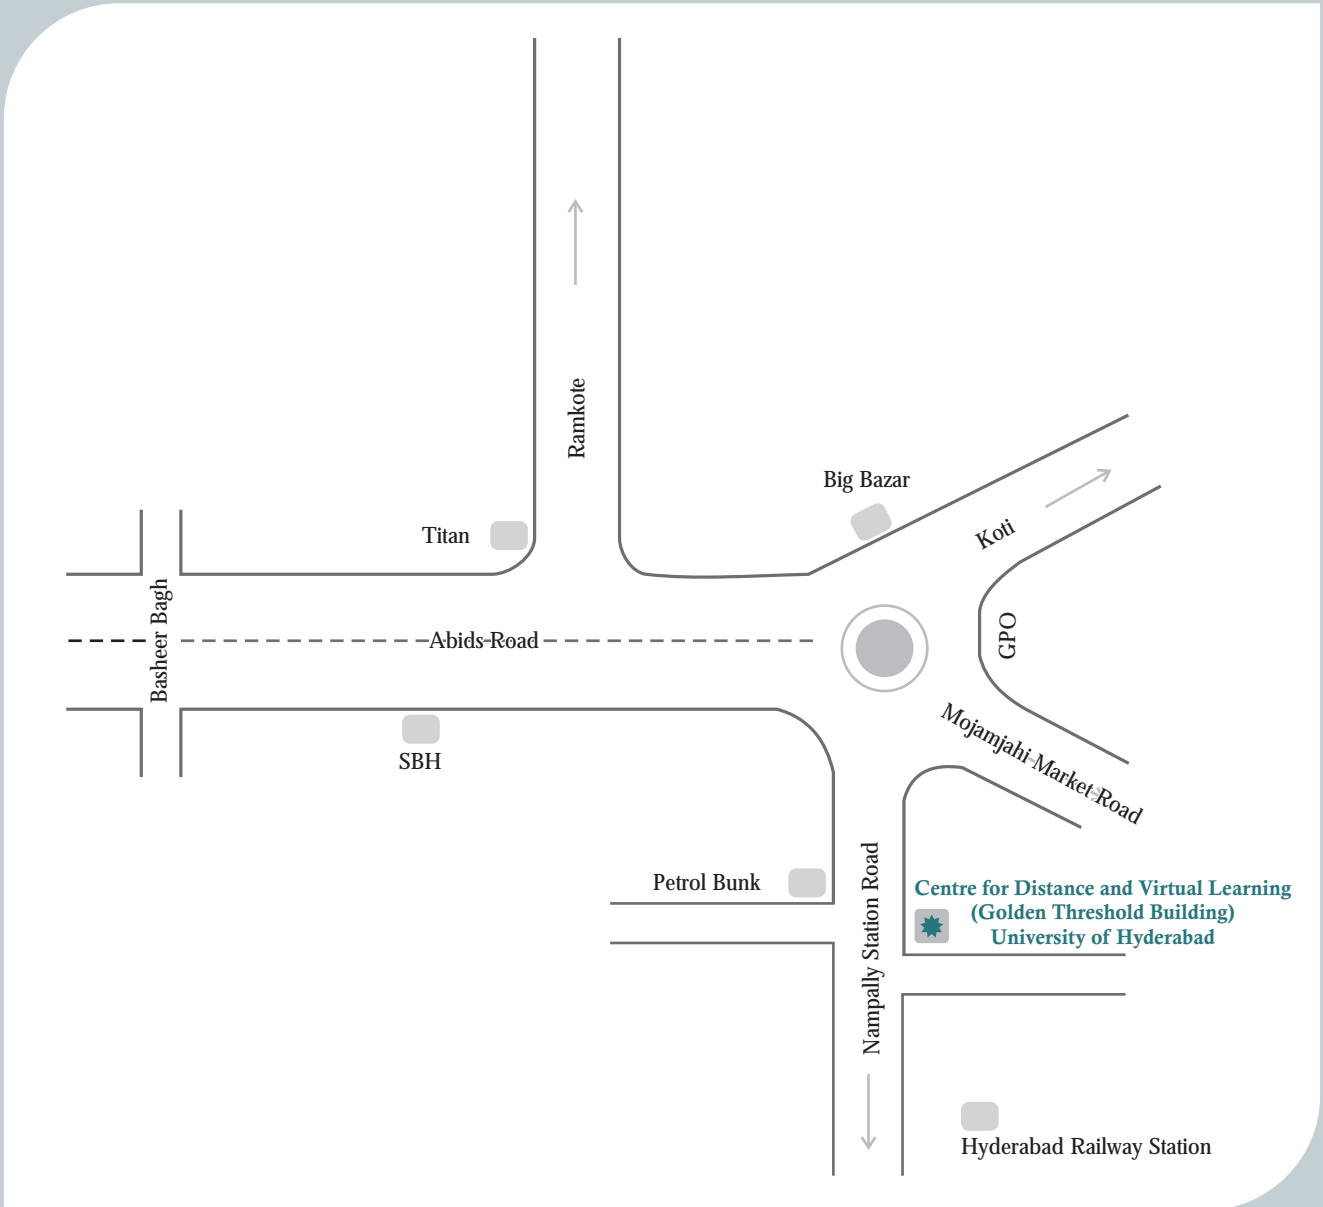 Ramkote
Big Bazar
Titan
Koti
Basheer Bagh
Abids Road
GPO
SBH
Mojamjahi Market Road
Petrol Bunk
Nampally Station Road
Centre for Distance and Virtual Learning
(Golden Threshold Building)
University of Hyderabad
Hyderabad Railway Station